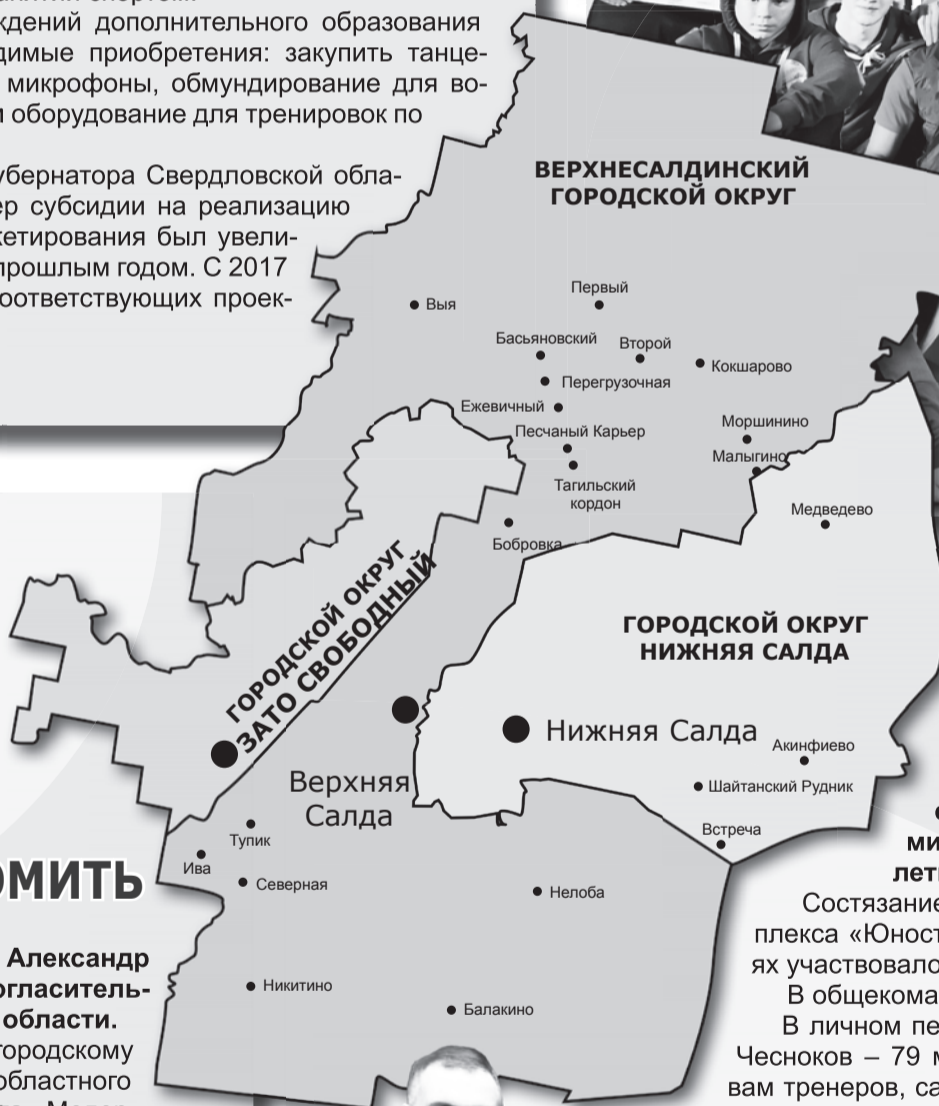 ждений дополнительного образования
димые приобретения: закупить танце-
микрофоны, обмундирование для во-
и оборудование для тренировок по
убернатора Свердловской обла-
ер субсидии на реализацию
кетирования был увели-
прошлым годом. С 2017
оответствующих проек-
ВЕРХНЕСАЛДИНСКИЙ
ГОРОДСКОЙ ОКРУГ
Выя
Первый
Басьяновский
Второй
Кокшарово
Перегрузочная
Ежевичный
Песчаный Карьер
Моршинино
Малыгино
Тагильский
кордон
Медведево
Бобровка
ГОРОДСКОЙ ОКРУГ
ЗАТО СВОБОДНЫЙ
ГОРОДСКОЙ ОКРУГ
НИЖНЯЯ САЛДА
Нижняя Салда
Акинфиево
Шайтанский Рудник
Верхняя
Салда
Встреча
Тупик
Ива
Северная
Нелоба
Никитино
Балакино
ОМИТЬ
Александр
огласитель-
области.
городскому
областного
ми
лет
Состязание
плекса «Юност
ях участвовало
В общекома
В личном пе
Чесноков – 79 м
вам тренеров, са